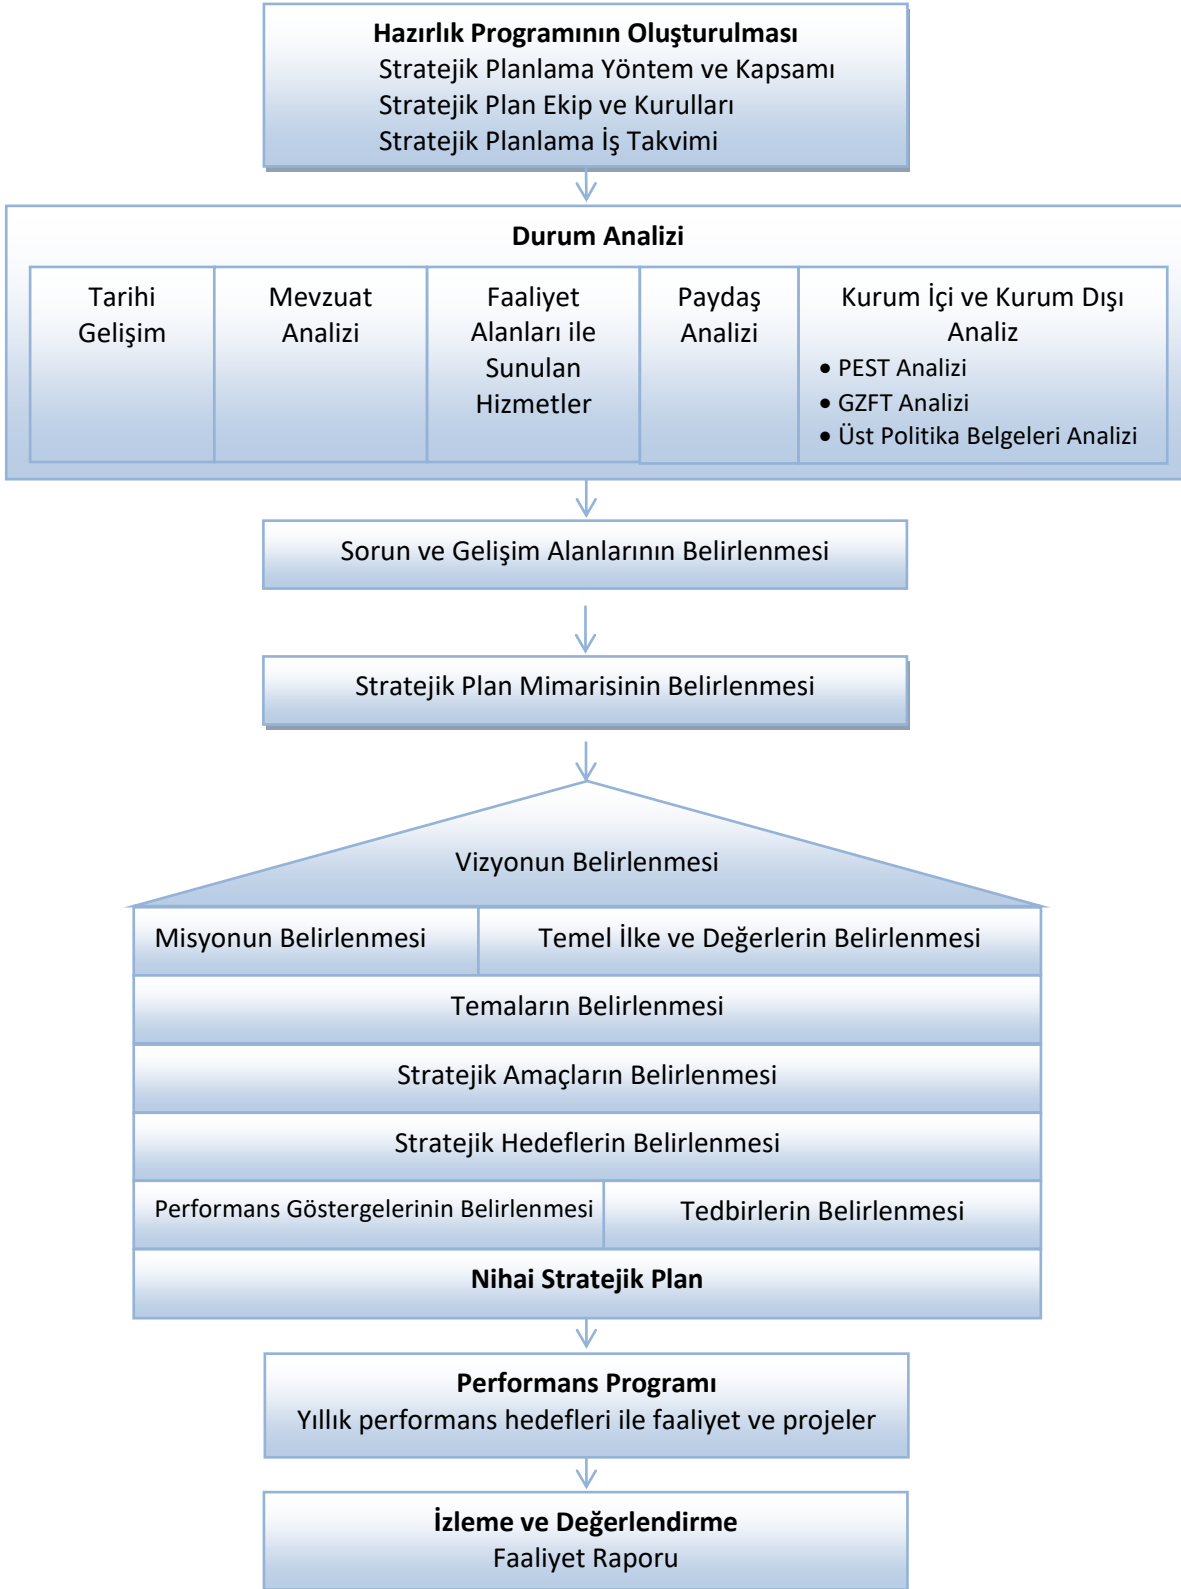 Hazırlık Programının Oluşturulması
Stratejik Planlama Yöntem ve Kapsamı
Stratejik Plan Ekip ve Kurulları
Stratejik Planlama İş Takvimi
Durum Analizi
Tarihi
Gelişim
Mevzuat
Analizi
Faaliyet
Alanları ile
Sunulan
Hizmetler
Paydaş
Analizi
Kurum İçi ve Kurum Dışı
Analiz
• PEST Analizi
• GZFT Analizi
• Üst Politika Belgeleri Analizi
Sorun ve Gelişim Alanlarının Belirlenmesi
Stratejik Plan Mimarisinin Belirlenmesi
Vizyonun Belirlenmesi
Misyonun Belirlenmesi
Temel İlke ve Değerlerin Belirlenmesi
Temaların Belirlenmesi
Stratejik Amaçların Belirlenmesi
Stratejik Hedeflerin Belirlenmesi
Performans Göstergelerinin Belirlenmesi
Tedbirlerin Belirlenmesi
Nihai Stratejik Plan
Performans Programı
Yıllık performans hedefleri ile faaliyet ve projeler
İzleme ve Değerlendirme
Faaliyet Raporu